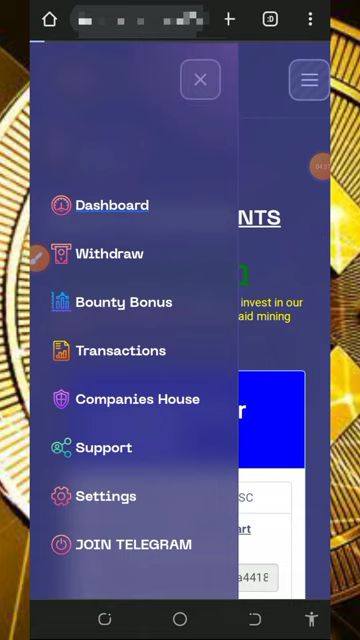 :D
NTS
Dashboard
Withdraw
invest in our
Bounty Bonus
aid mining
Transactions
Companies House
r
Support
SC
Settings
art
JOIN TELEGRAM
a4418